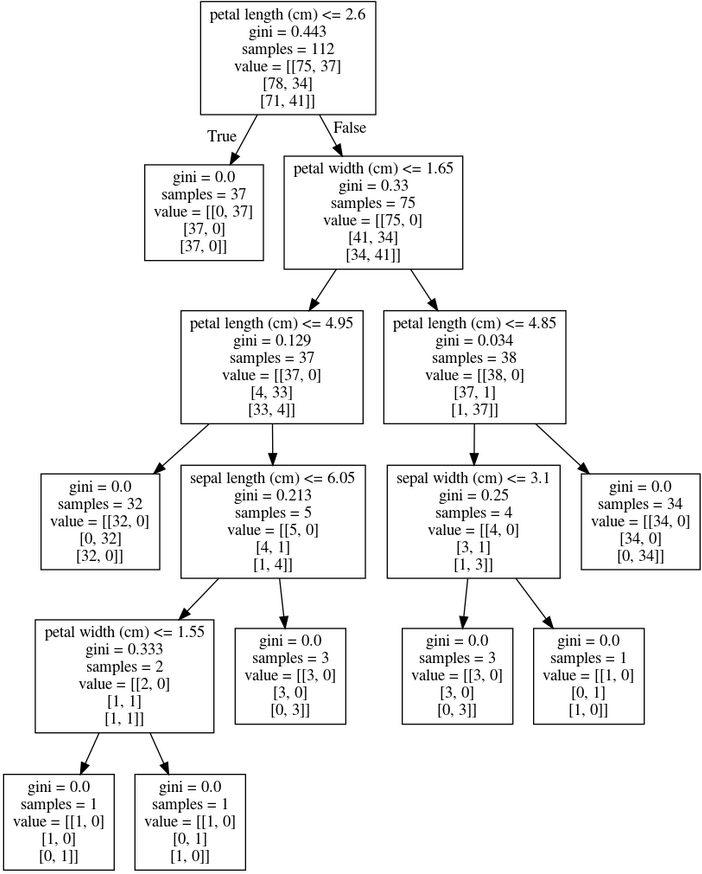 petal length (cm) <= 2.6
gini = 0.443
samples = 112
value = [[75, 37]
[78, 34]
[71, 41]]
True
False
gini = 0.0
samples = 37
value = [[0, 37]
[37, 0]
[37, 0]]
petal width (cm) <= 1.65
gini = 0.33
samples = 75
value = [[75, 0]
[41, 34]
[34, 41]]
petal length (cm) <= 4.95
gini = 0.129
samples = 37
value = [[37, 0]
[4, 33]
[33, 4]]
petal length (cm) <= 4.85
gini = 0.034
samples = 38
value = [[38, 0]
[37, 1]
[1, 37]]
gini = 0.0
samples = 32
value = [[32, 0]
[0, 32]
[32, 0]]
sepal length (cm) <= 6.05
gini = 0.213
samples = 5
value = [[5, 0]
[4, 1]
[1, 4]]
sepal width (cm) <= 3.1
gini = 0.25
samples = 4
value = [[4, 0]
[3, 1]
[1, 3]]
gini = 0.0
samples = 34
value = [[34, 0]
[34, 0]
[0, 34]]
petal width (cm) <= 1.55
gini = 0.333
samples = 2
value = [[2, 0]
[1, 1]
[1, 1]]
gini = 0.0
samples = 3
value = [[3, 0]
[3, 0]
[0, 3]]
gini = 0.0
samples = 3
value = [[3, 0]
[3, 0]
[0, 3]]
gini = 0.0
samples = 1
value = [[1, 0]
[0, 1]
[1, 0]]
gini = 0.0
samples = 1
value = [[1, 0]
[1, 0]
[0, 1]]
gini = 0.0
samples = 1
value = [[1, 0]
[0, 1]
[1, 0]]